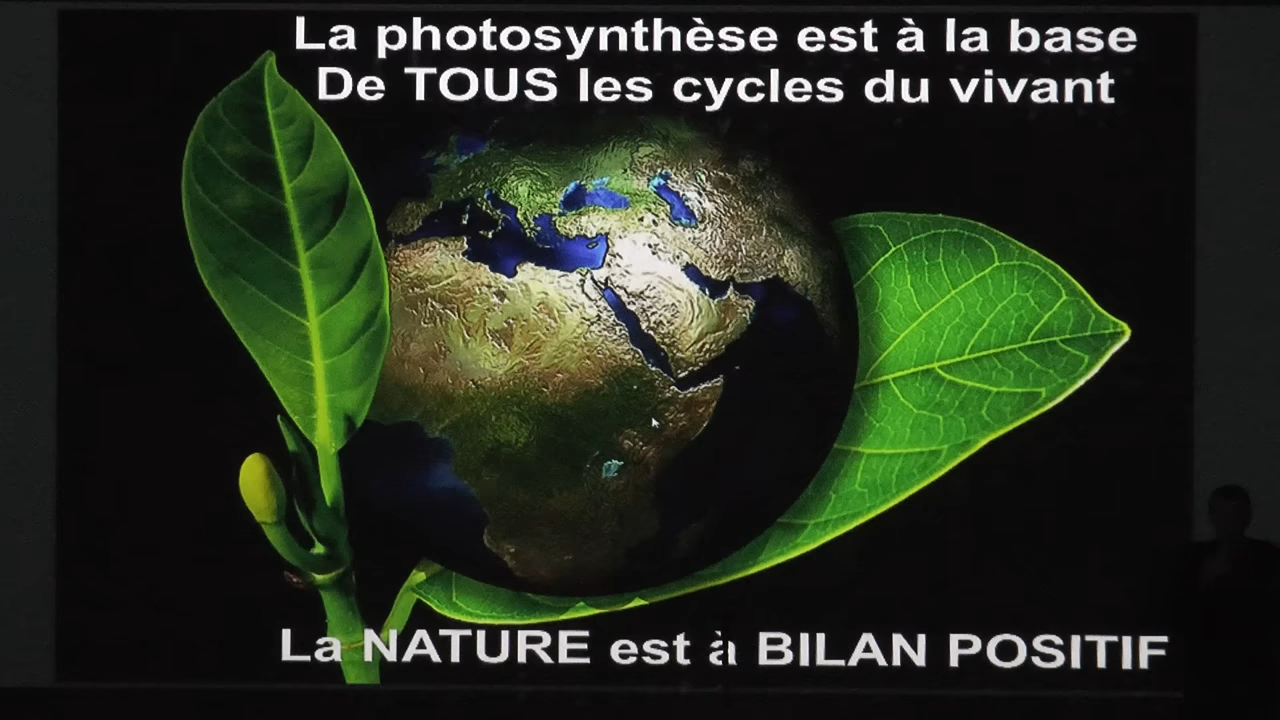 La photosynthèse est à la base
De TOUS les cycles du vivant
La NATURE est à BILAN POSITIF